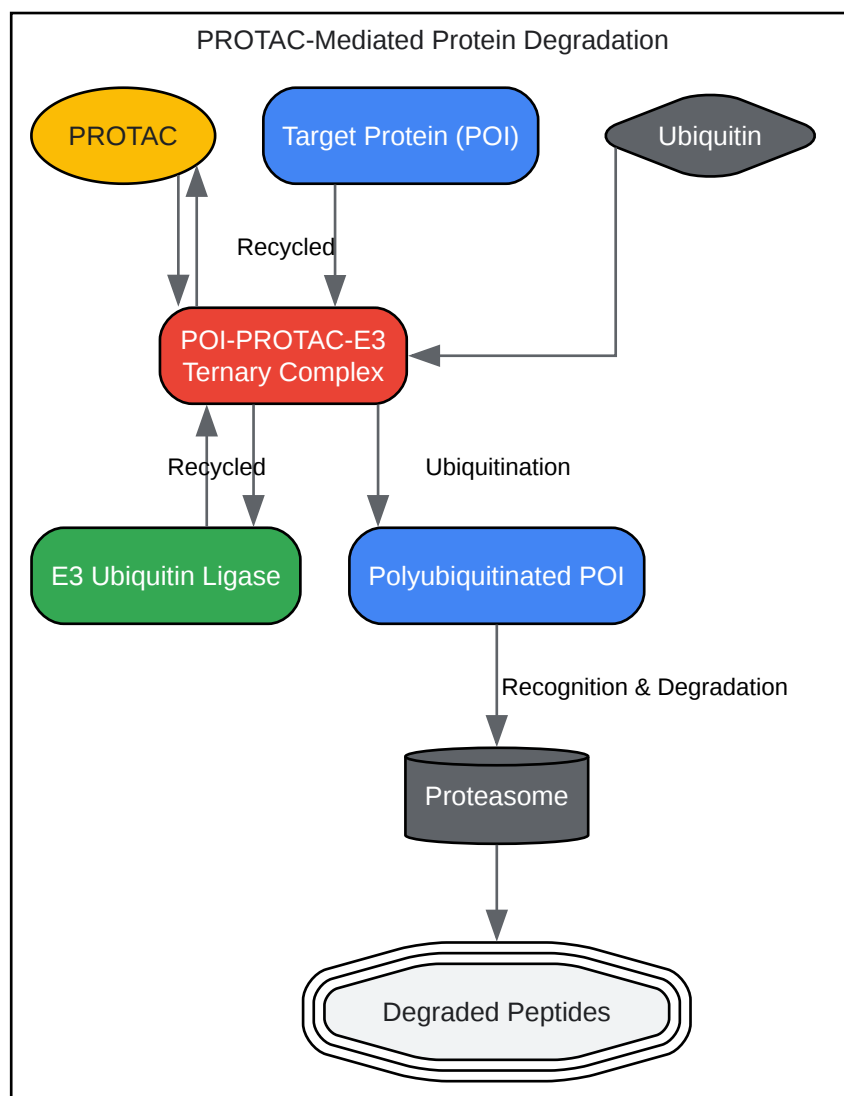 PROTAC-Mediated Protein Degradation
PROTAC
Target Protein (POI)
Ubiquitin
Recycled
POI-PROTAC-E3
Ternary Complex
Recycled
Ubiquitination
E3 Ubiquitin Ligase
Polyubiquitinated POI
Recognition & Degradation
Proteasome
Degraded Peptides